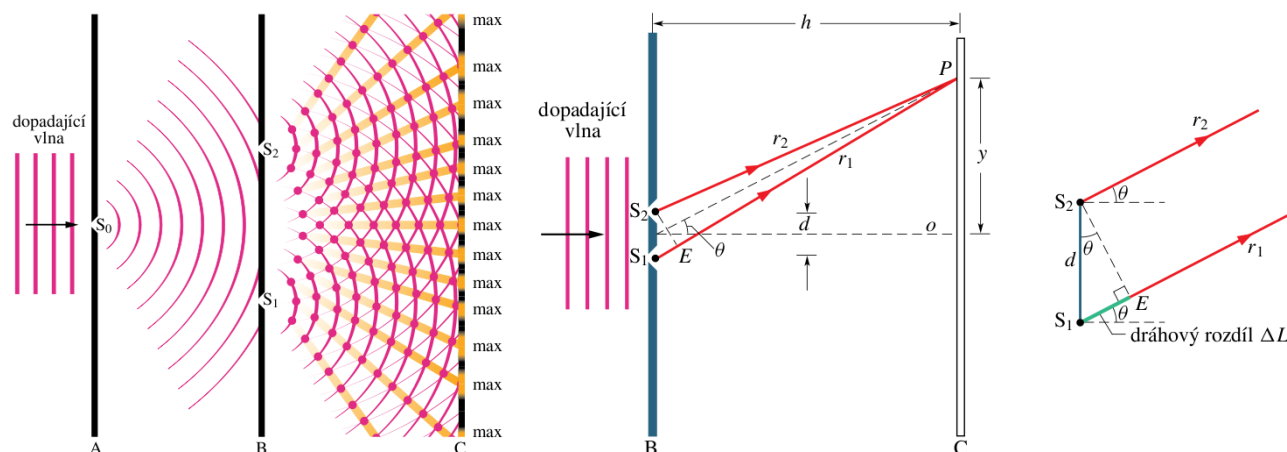 dopadající
vlna
S₀
S₂
S₁
A
B
C
max
max
max
max
max
max
max
max
max
max
max
max
dopadající
vlna
h
P
r₂
r₁
y
S₂
d
o
S₁
E
θ
B
C
r₂
S₂
θ
θ
d
r₁
E
S₁
θ
dráhový rozdíl ΔL